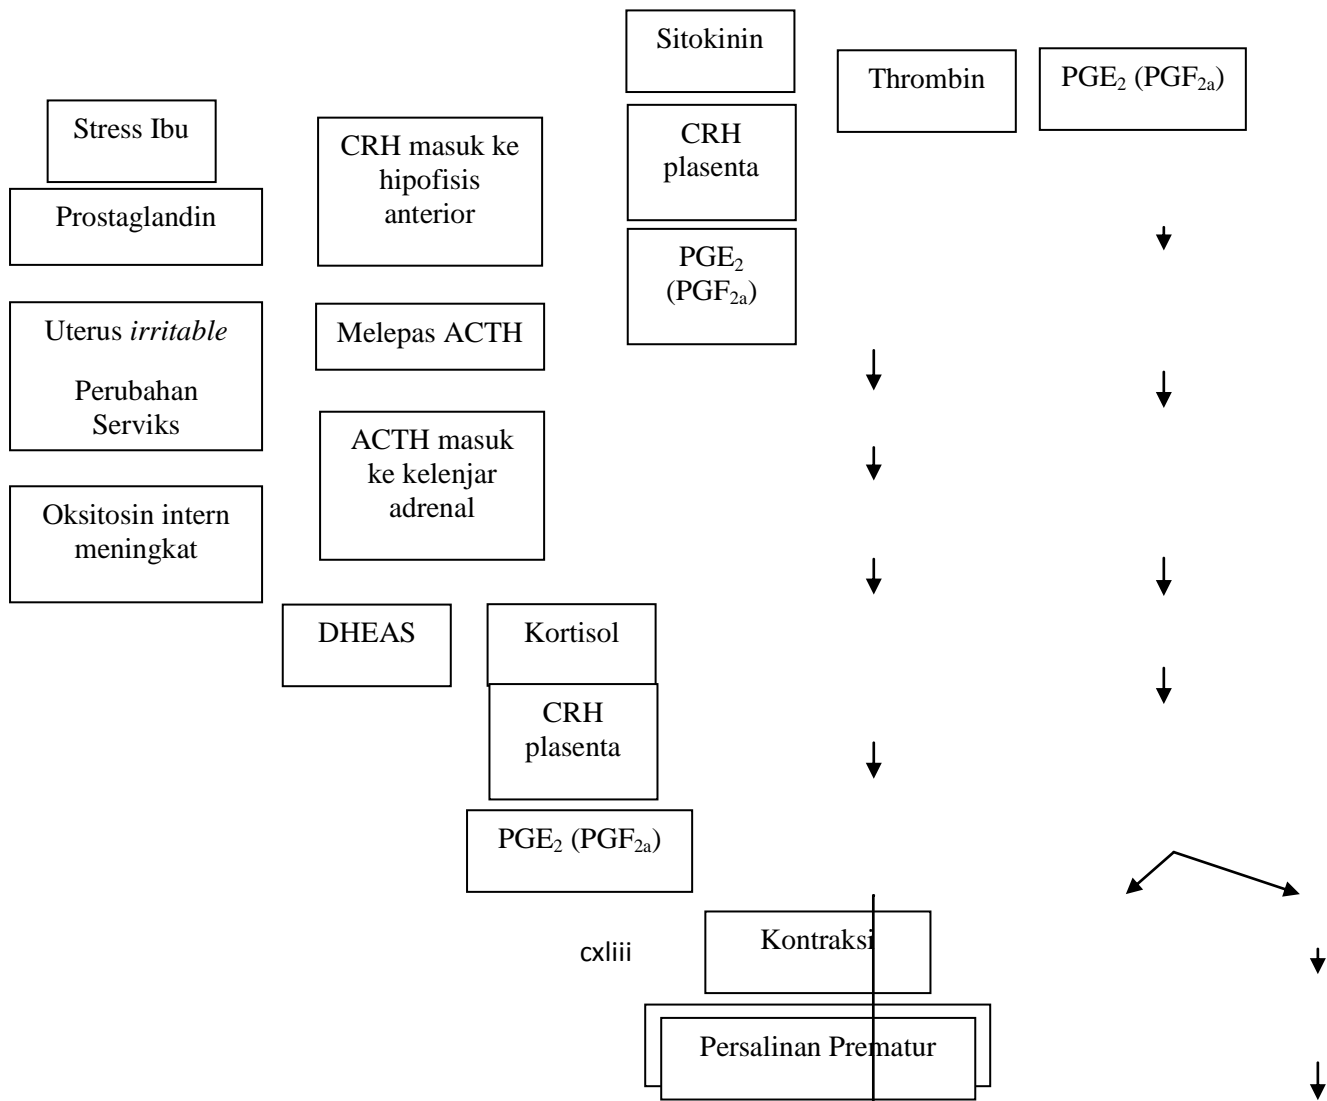 Sitokinin
Thrombin
PGE₂ (PGF₂ₐ)
Stress Ibu
CRH masuk ke
hipofisis
anterior
CRH
plasenta
Prostaglandin
PGE₂
(PGF₂ₐ)
Uterus irritable
Perubahan
Serviks
Melepas ACTH
ACTH masuk
ke kelenjar
adrenal
Oksitosin intern
meningkat
DHEAS
Kortisol
CRH
plasenta
PGE₂ (PGF₂ₐ)
Kontraksi
cxliii
Persalinan Prematur